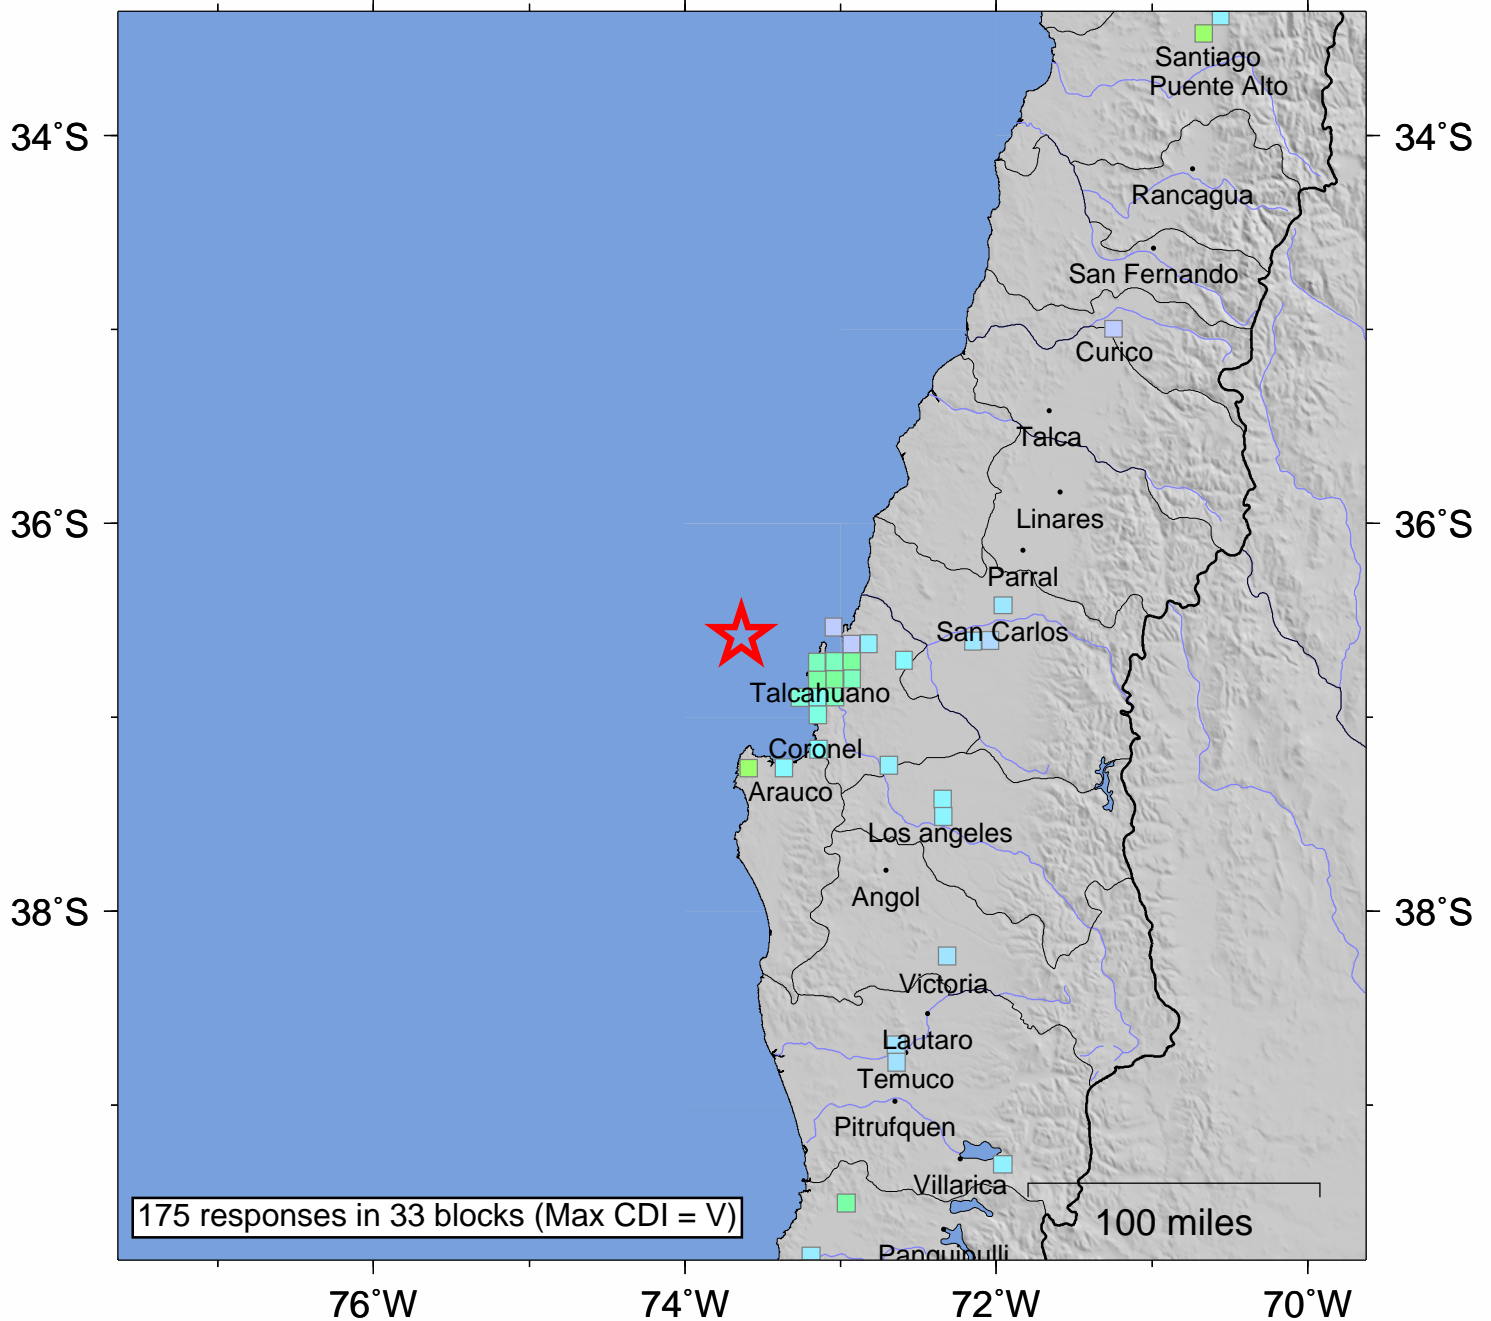 Santiago
Puente Alto
34°S
34°S
Rancagua
San Fernando
Curico
Talca
Linares
36°S
36°S
Parral
San Carlos
Talcahuano
Coronel
Arauco
Los angeles
Angol
38°S
38°S
Victoria
Lautaro
Temuco
Pitrufquen
Villarica
175 responses in 33 blocks (Max CDI = V)
100 miles
Panguipulli
76°W
74°W
72°W
70°W